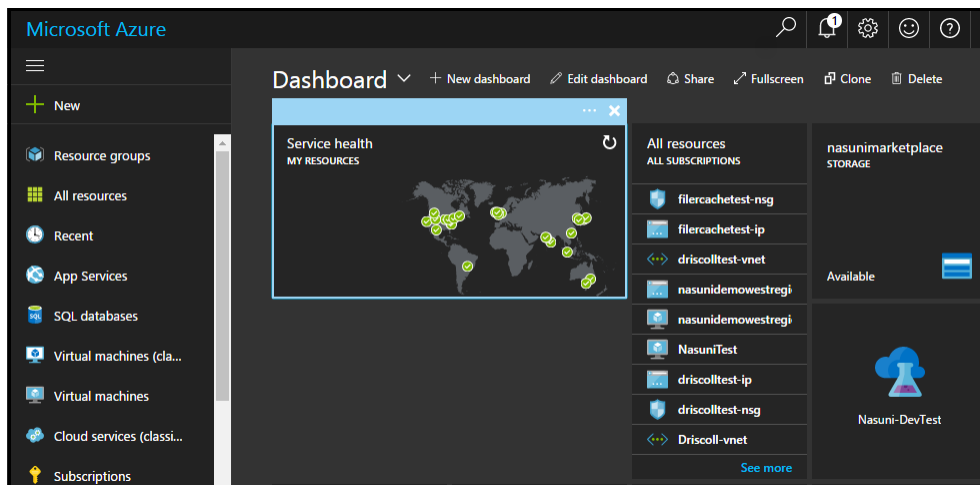 Microsoft Azure
1
Dashboard
New dashboard
Edit dashboard
Share
Fullscreen
Clone
Delete
New
Resource groups
All resources
Recent
App Services
SQL databases
Virtual machines (cla...
Virtual machines
Cloud services (classi...
Subscriptions
Service health
MY RESOURCES
All resources
ALL SUBSCRIPTIONS
filercachetest-nsg
filercachetest-ip
driscolltest-vnet
nasunidemowestregi
nasunidemowestregi
NasuniTest
driscolltest-ip
driscolltest-nsg
Driscoll-vnet
See more
nasunimarketplace
STORAGE
Available
Nasuni-DevTest